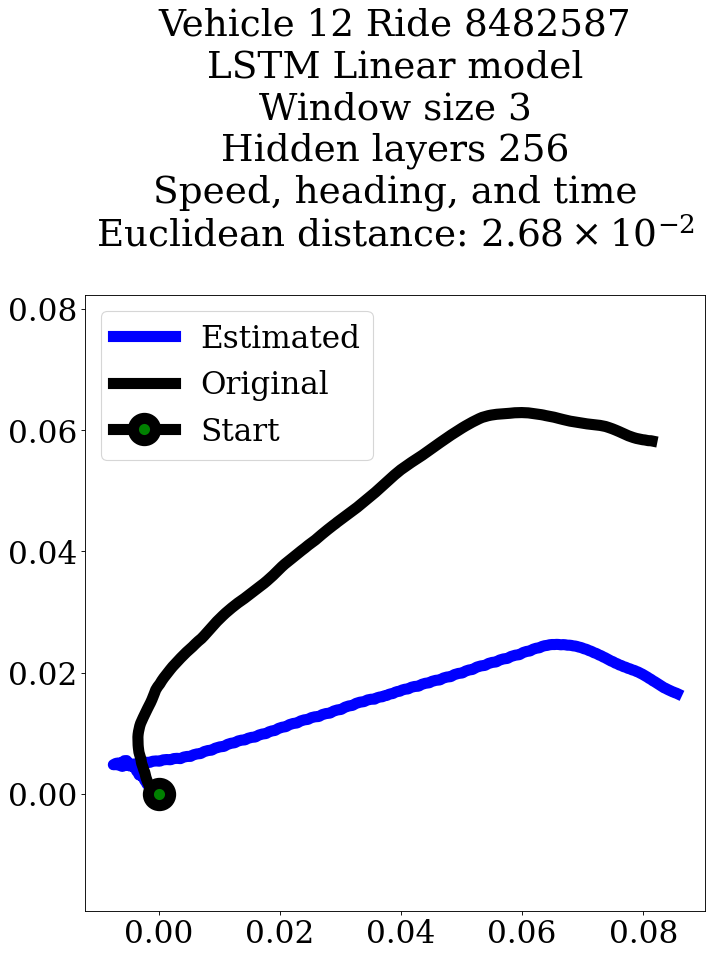 Vehicle 12 Ride 8482587
LSTM Linear model
Window size 3
Hidden layers 256
Speed, heading, and time
Euclidean distance: 2.68 × 10⁻²
Estimated
Original
Start
0.08
0.06
0.04
0.02
0.00
0.00 0.02 0.04 0.06 0.08